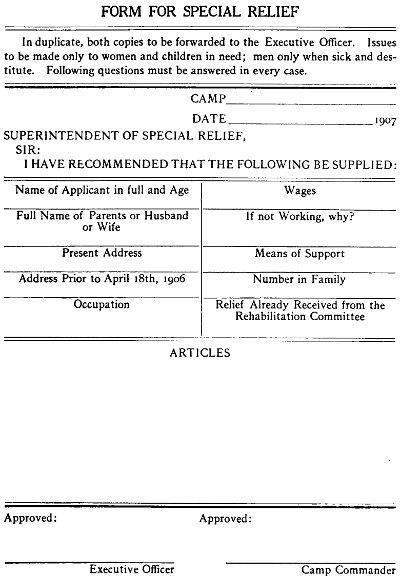 FORM FOR SPECIAL RELIEF
In duplicate, both copies to be forwarded to the Executive Officer. Issues
to be made only to women and children in need; men only when sick and des-
titute. Following questions must be answered in every case.
CAMP
DATE 1907
SUPERINTENDENT OF SPECIAL RELIEF,
SIR:
I HAVE RECOMMENDED THAT THE FOLLOWING BE SUPPLIED:
Name of Applicant in full and Age
Wages
Full Name of Parents or Husband
or Wife
If not Working, why?
Present Address
Means of Support
Address Prior to April 18th, 1906
Number in Family
Occupation
Relief Already Received from the
Rehabilitation Committee
ARTICLES
Approved: Approved:
Executive Officer Camp Commander